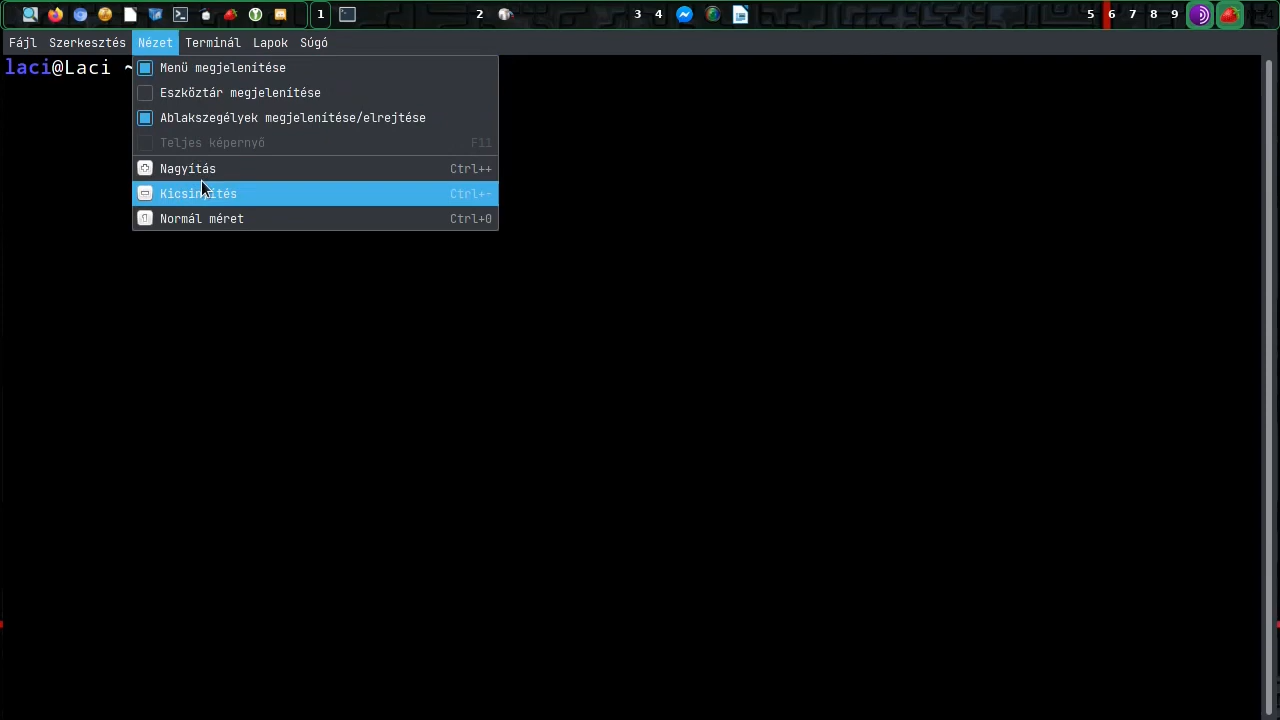 1 2 3 4 5 6 7 8 9
Fájl Szerkesztés Nézet Terminál Lapok Súgó
laci@Laci ~
Menü megjelenítése
Eszköztár megjelenítése
Ablakszegélyek megjelenítése/elrejtése
Teljes képernyő F11
Nagyítás Ctrl++
Kicsinyítés Ctrl+-
Normál méret Ctrl+0